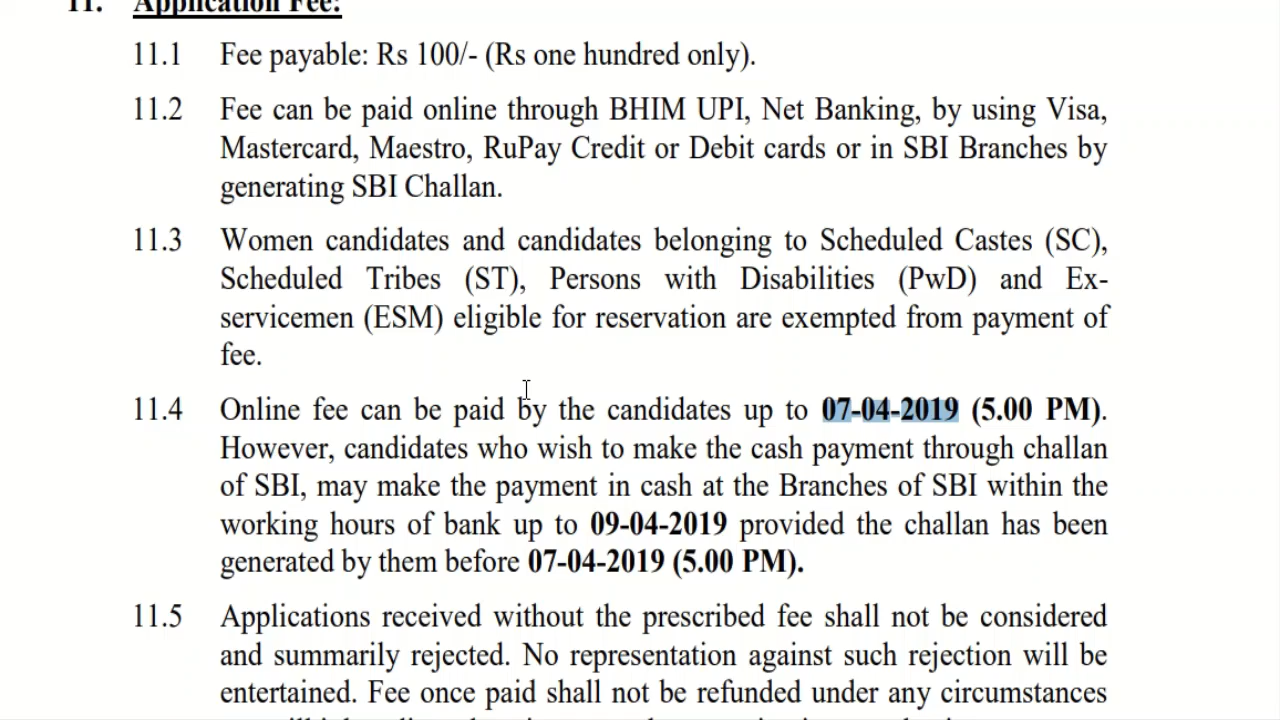 11. Application Fee:
11.1 Fee payable: Rs 100/- (Rs one hundred only).
11.2 Fee can be paid online through BHIM UPI, Net Banking, by using Visa,
Mastercard, Maestro, RuPay Credit or Debit cards or in SBI Branches by
generating SBI Challan.
11.3 Women candidates and candidates belonging to Scheduled Castes (SC),
Scheduled Tribes (ST), Persons with Disabilities (PwD) and Ex-
servicemen (ESM) eligible for reservation are exempted from payment of
fee.
11.4 Online fee can be paid by the candidates up to 07-04-2019 (5.00 PM).
However, candidates who wish to make the cash payment through challan
of SBI, may make the payment in cash at the Branches of SBI within the
working hours of bank up to 09-04-2019 provided the challan has been
generated by them before 07-04-2019 (5.00 PM).
11.5 Applications received without the prescribed fee shall not be considered
and summarily rejected. No representation against such rejection will be
entertained. Fee once paid shall not be refunded under any circumstances